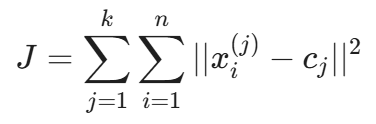 J = \sum_{j=1}^{k} \sum_{i=1}^{n} ||x_i^{(j)} - c_j||^2